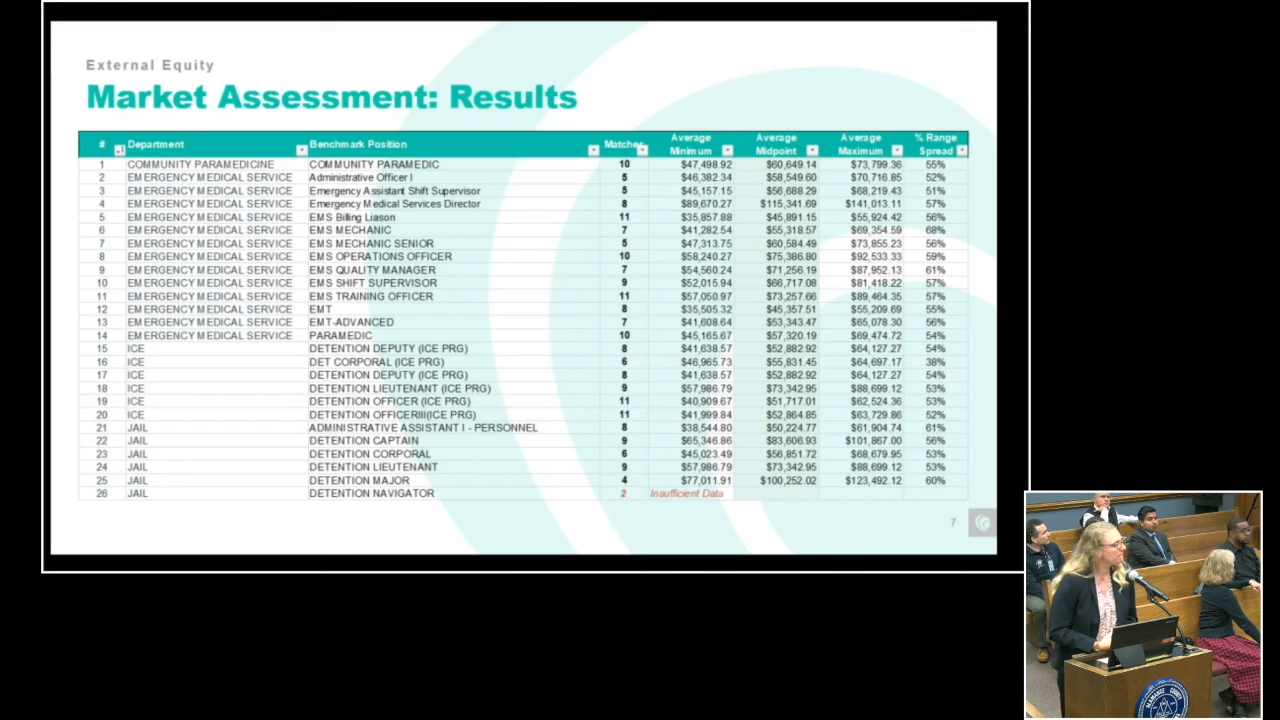 External Equity
Market Assessment: Results
# Department Benchmark Position Matches Average Minimum Average Midpoint Average Maximum % Range Spread
1 COMMUNITY PARAMEDICINE COMMUNITY PARAMEDIC 10 $47,498.92 $60,649.14 $73,799.36 55%
2 EMERGENCY MEDICAL SERVICE Administrative Officer I 5 $46,382.34 $58,549.60 $70,716.85 52%
3 EMERGENCY MEDICAL SERVICE Emergency Assistant Shift Supervisor 5 $45,157.15 $56,688.29 $68,219.43 51%
4 EMERGENCY MEDICAL SERVICE Emergency Medical Services Director 8 $89,670.27 $115,341.69 $141,013.11 57%
5 EMERGENCY MEDICAL SERVICE EMS Billing Liason 11 $35,857.88 $45,891.15 $55,924.42 56%
6 EMERGENCY MEDICAL SERVICE EMS MECHANIC 7 $41,282.54 $55,318.57 $69,354.59 68%
7 EMERGENCY MEDICAL SERVICE EMS MECHANIC SENIOR 5 $47,313.75 $60,584.49 $73,855.23 56%
8 EMERGENCY MEDICAL SERVICE EMS OPERATIONS OFFICER 10 $58,240.27 $75,386.80 $92,533.33 59%
9 EMERGENCY MEDICAL SERVICE EMS QUALITY MANAGER 7 $54,560.24 $71,256.19 $87,952.13 61%
10 EMERGENCY MEDICAL SERVICE EMS SHIFT SUPERVISOR 9 $52,015.94 $66,717.08 $81,418.22 57%
11 EMERGENCY MEDICAL SERVICE EMS TRAINING OFFICER 11 $57,050.97 $73,257.66 $89,464.35 57%
12 EMERGENCY MEDICAL SERVICE EMT 8 $35,505.32 $45,357.51 $55,209.69 55%
13 EMERGENCY MEDICAL SERVICE EMT-ADVANCED 7 $41,608.64 $53,343.47 $65,078.30 56%
14 EMERGENCY MEDICAL SERVICE PARAMEDIC 10 $45,165.67 $57,320.19 $69,474.72 54%
15 ICE DETENTION DEPUTY (ICE PRG) 8 $41,638.57 $52,882.92 $64,127.27 54%
16 ICE DET CORPORAL (ICE PRG) 6 $46,965.73 $55,831.45 $64,697.17 38%
17 ICE DETENTION DEPUTY (ICE PRG) 8 $41,638.57 $52,882.92 $64,127.27 54%
18 ICE DETENTION LIEUTENANT (ICE PRG) 9 $57,986.79 $73,342.95 $88,699.12 53%
19 ICE DETENTION OFFICER (ICE PRG) 11 $40,909.67 $51,717.01 $62,524.36 53%
20 ICE DETENTION OFFICERIII(ICE PRG) 11 $41,999.84 $52,864.85 $63,729.86 52%
21 JAIL ADMINISTRATIVE ASSISTANT I - PERSONNEL 8 $38,544.80 $50,224.77 $61,904.74 61%
22 JAIL DETENTION CAPTAIN 9 $65,346.86 $83,606.93 $101,867.00 56%
23 JAIL DETENTION CORPORAL 6 $45,023.49 $56,851.72 $68,679.95 53%
24 JAIL DETENTION LIEUTENANT 9 $57,986.79 $73,342.95 $88,699.12 53%
25 JAIL DETENTION MAJOR 4 $77,011.91 $100,252.02 $123,492.12 60%
26 JAIL DETENTION NAVIGATOR 2 Insufficient Data
7
ALAMANCE COUNTY